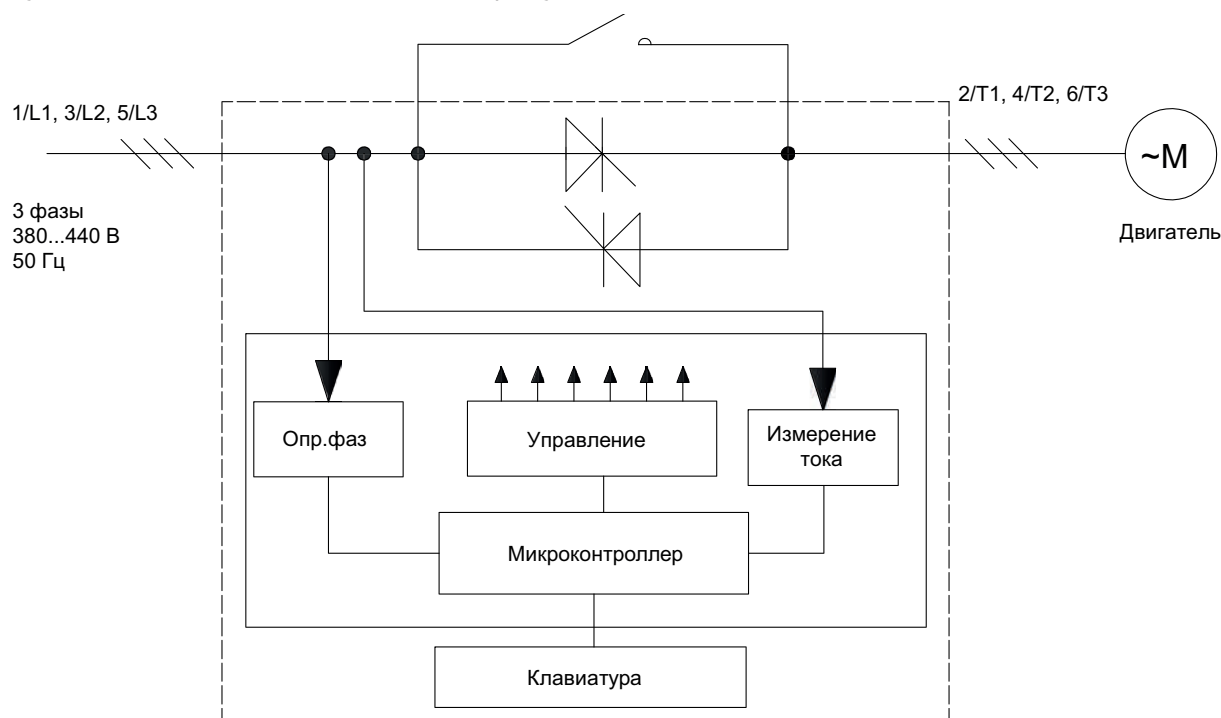 1/L1, 3/L2, 5/L3
2/T1, 4/T2, 6/T3
~M
3 фазы
380...440 В
50 Гц
Двигатель
Опр.фаз
Управление
Измерение
тока
Микроконтроллер
Клавиатура